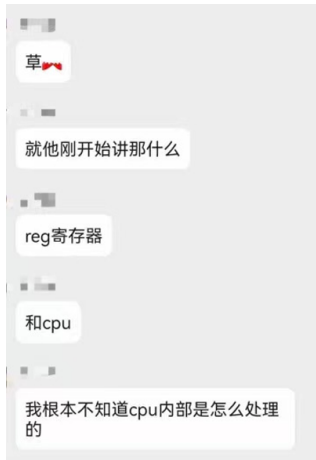 草
就他刚开始讲那什么
reg寄存器
和cpu
我根本不知道cpu内部是怎么处理
的